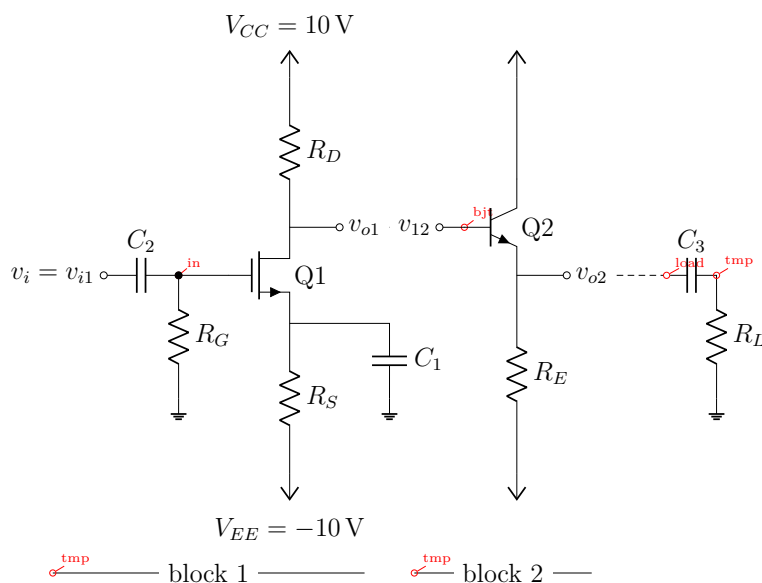 V_{CC} = 10 V
R_D
v_{o1}
v_{12}
bjt
Q2
C_2
C_3
v_i = v_{i1}
in
Q1
v_{o2}
load
tmp
R_G
R_L
C_1
R_E
R_S
V_{EE} = −10 V
tmp
block 1
tmp
block 2